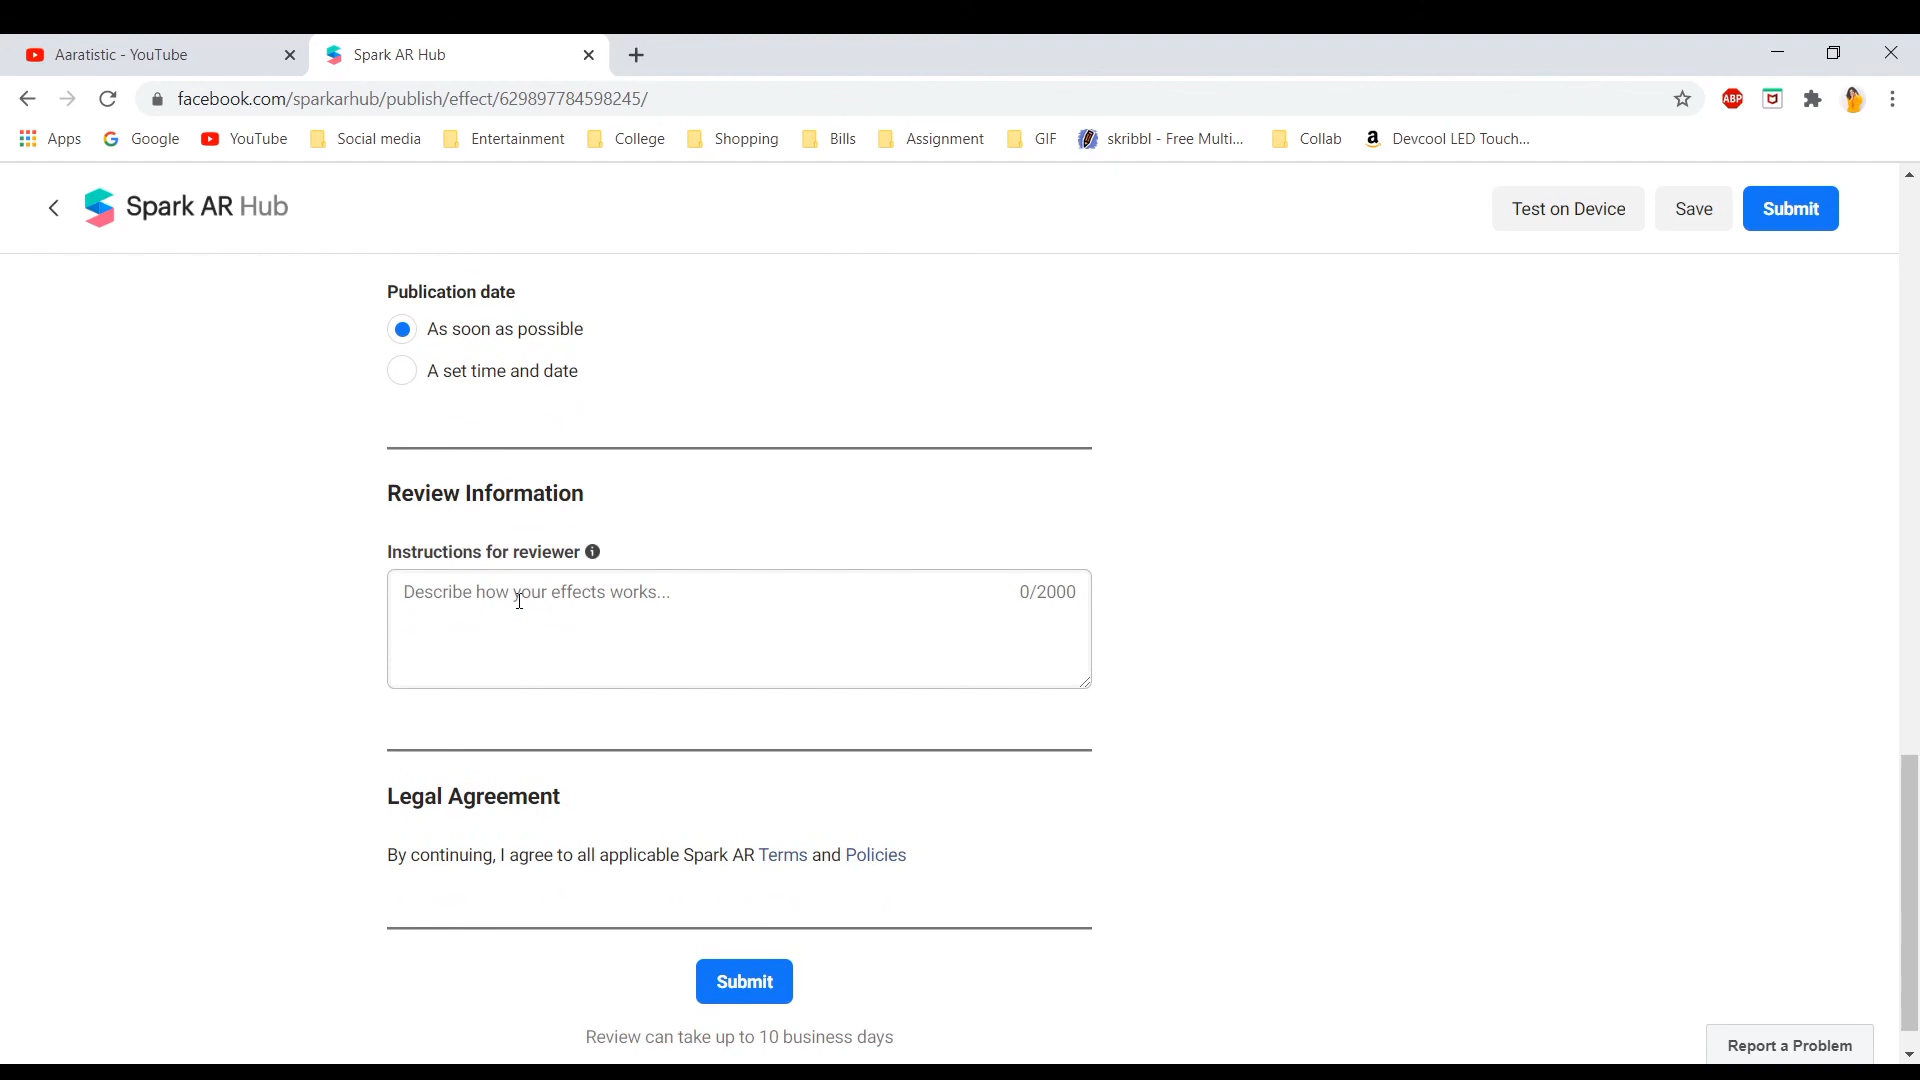 Aaratistic - YouTube
Spark AR Hub
facebook.com/sparkarhub/publish/effect/629897784598245/
ABP
Apps Google YouTube Social media Entertainment College Shopping Bills Assignment GIF skribbl - Free Multi... Collab Devcool LED Touch...
Spark AR Hub
Test on Device Save Submit
Publication date
As soon as possible
A set time and date
Review Information
Instructions for reviewer
Describe how your effects works... 0/2000
Legal Agreement
By continuing, I agree to all applicable Spark AR Terms and Policies
Submit
Review can take up to 10 business days
Report a Problem